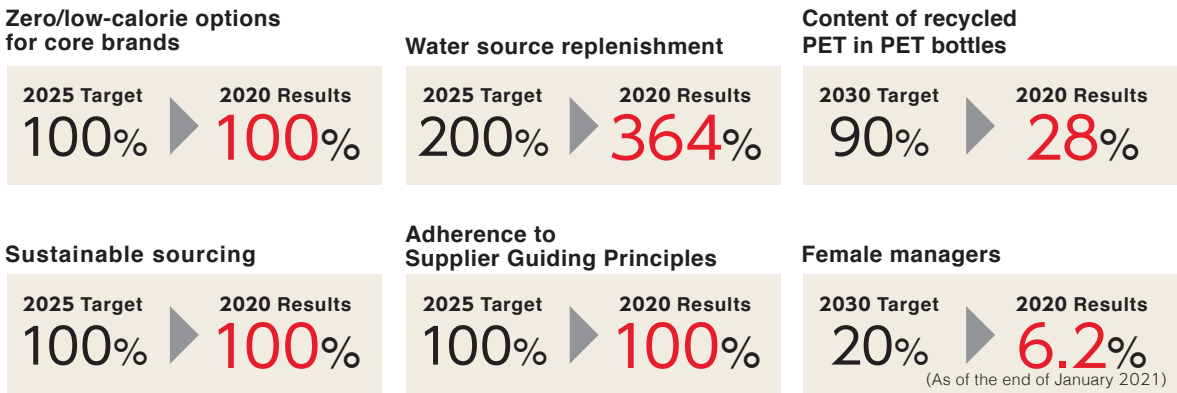 Zero/low-calorie options
for core brands
2025 Target
100%
2020 Results
100%
Water source replenishment
2025 Target
200%
2020 Results
364%
Content of recycled
PET in PET bottles
2030 Target
90%
2020 Results
28%
Sustainable sourcing
2025 Target
100%
2020 Results
100%
Adherence to
Supplier Guiding Principles
2025 Target
100%
2020 Results
100%
Female managers
2030 Target
20%
2020 Results
6.2%
(As of the end of January 2021)